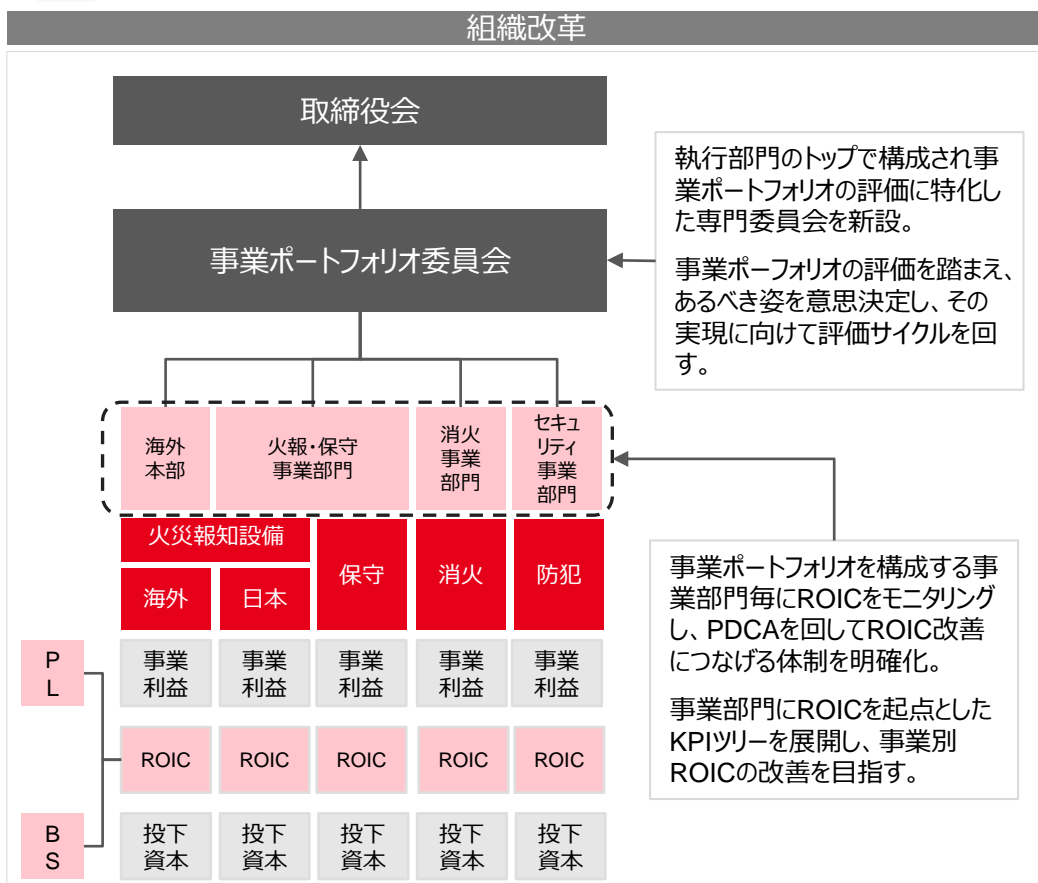 組織改革
取締役会
事業ポートフォリオ委員会
執行部門のトップで構成され事
業ポートフォリオの評価に特化し
た専門委員会を新設。
事業ポーフォリオの評価を踏まえ、
あるべき姿を意思決定し、その
実現に向けて評価サイクルを回
す。
海外
本部
火報・保守
事業部門
消火
事業
部門
セキュ
リティ
事業
部門
火災報知設備
海外
日本
保守
消火
防犯
事業ポートフォリオを構成する事
業部門毎にROICをモニタリング
し、PDCAを回してROIC改善
につなげる体制を明確化。
事業部門にROICを起点とした
KPIツリーを展開し、事業別
ROICの改善を目指す。
P
L
事業
利益
事業
利益
事業
利益
事業
利益
事業
利益
ROIC
ROIC
ROIC
ROIC
ROIC
B
S
投下
資本
投下
資本
投下
資本
投下
資本
投下
資本